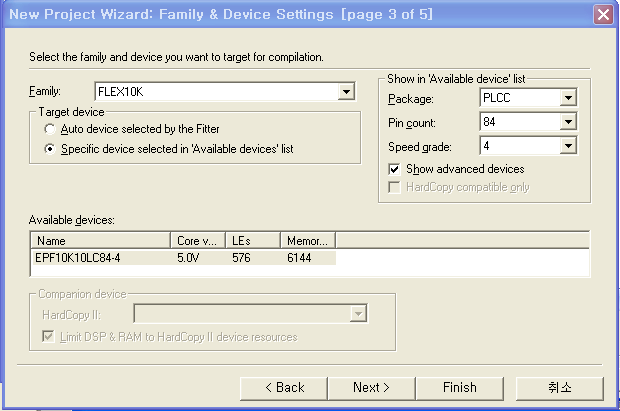 New Project Wizard: Family & Device Settings [page 3 of 5]
Select the family and device you want to target for compilation.
Family: FLEX10K
Target device
Auto device selected by the Fitter
Specific device selected in 'Available devices' list
Show in 'Available device' list
Package: PLCC
Pin count: 84
Speed grade: 4
Show advanced devices
HardCopy compatible only
Available devices:
Name Core v... LEs Memor...
EPF10K10LC84-4 5.0V 576 6144
Companion device
HardCopy II:
Limit DSP & RAM to HardCopy II device resources
< Back Next > Finish 취소